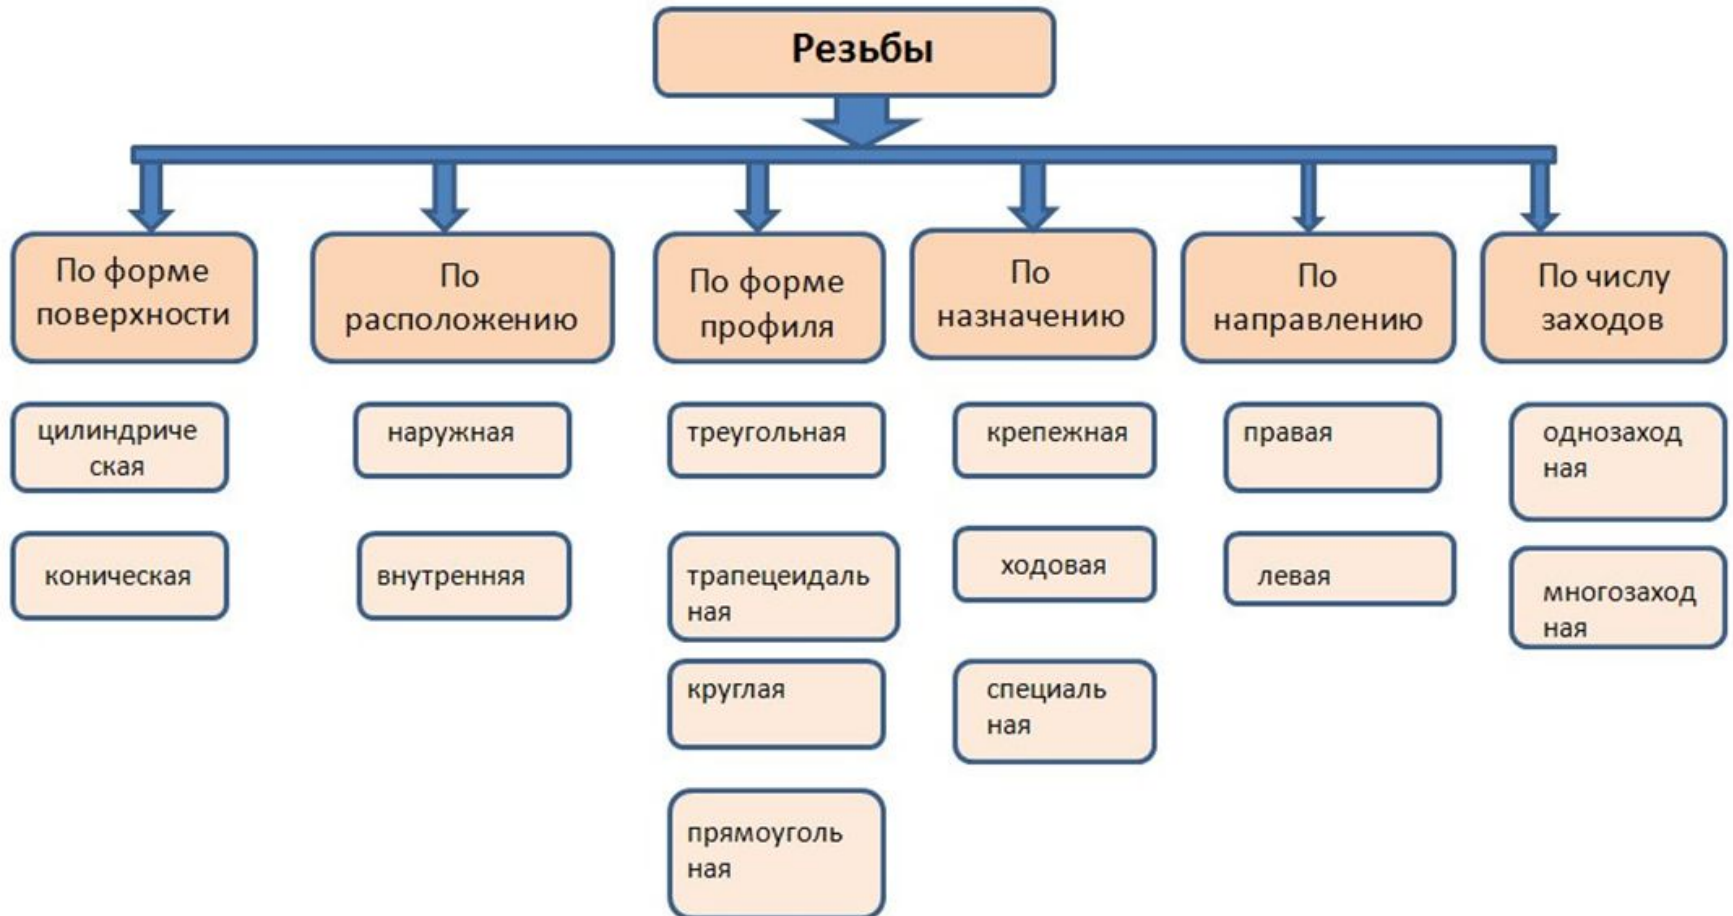 Резьбы
По форме
поверхности
По
расположению
По форме
профиля
По
назначению
По
направлению
По числу
заходов
цилиндриче
ская
наружная
треугольная
крепежная
правая
однозаход
ная
коническая
внутренняя
трапецеидаль
ная
ходовая
левая
многозаход
ная
круглая
специаль
ная
прямоуголь
ная